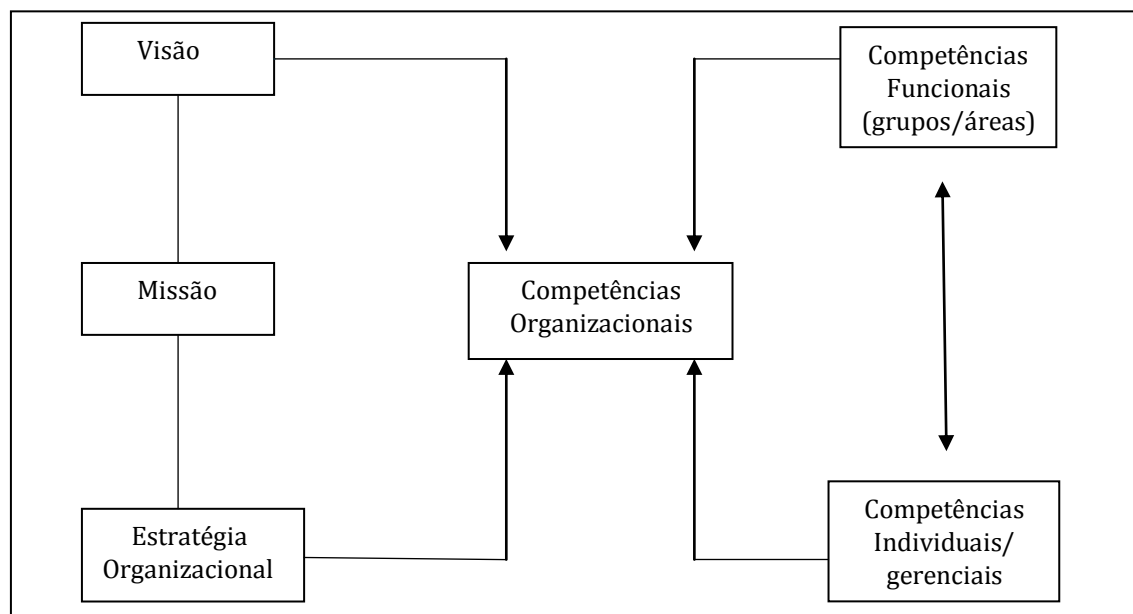 Visão
Competências
Funcionais
(grupos/áreas)
Missão
Competências
Organizacionais
Estratégia
Organizacional
Competências
Individuais/
gerenciais